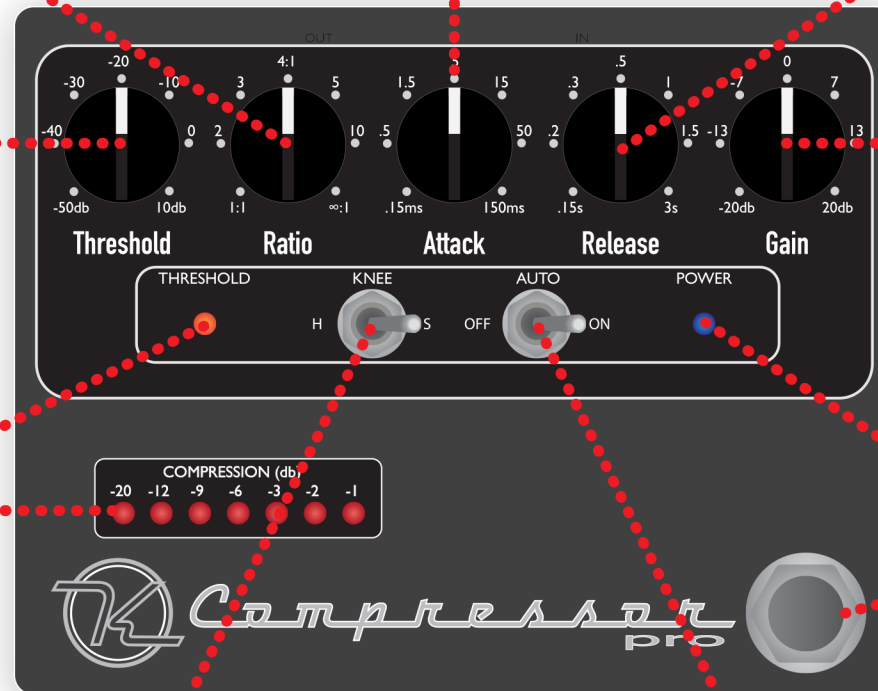 OUT IN
-20 4:1 5 .5 0
-30 -10 3 5 1.5 15 .3 1 -7 7
-40 0 2 10 .5 50 .2 1.5 -13 13
-50db 10db 1:1 ∞:1 .15ms 150ms .15s 3s -20db 20db
Threshold Ratio Attack Release Gain
THRESHOLD KNEE AUTO POWER
H S OFF ON
COMPRESSION (db)
-20 -12 -9 -6 -3 -2 -1
K Compressor
pro